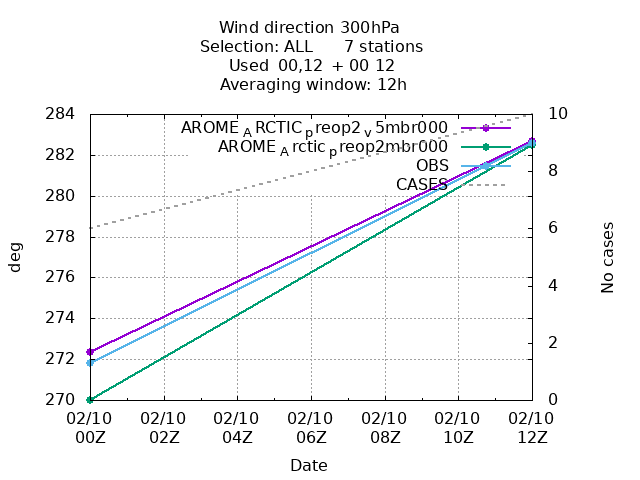 Wind direction 300hPa
Selection: ALL 7 stations
Used 00,12 + 00 12
Averaging window: 12h
284 10
AROME_ARCTIC_preop2_v5mbr000
AROME_Arctic_preop2mbr000
282
OBS
8
CASES
280
278 6
deg
No cases
276 4
274
272 2
270 0
02/10 02/10 02/10 02/10 02/10 02/10 02/10
00Z 02Z 04Z 06Z 08Z 10Z 12Z
Date